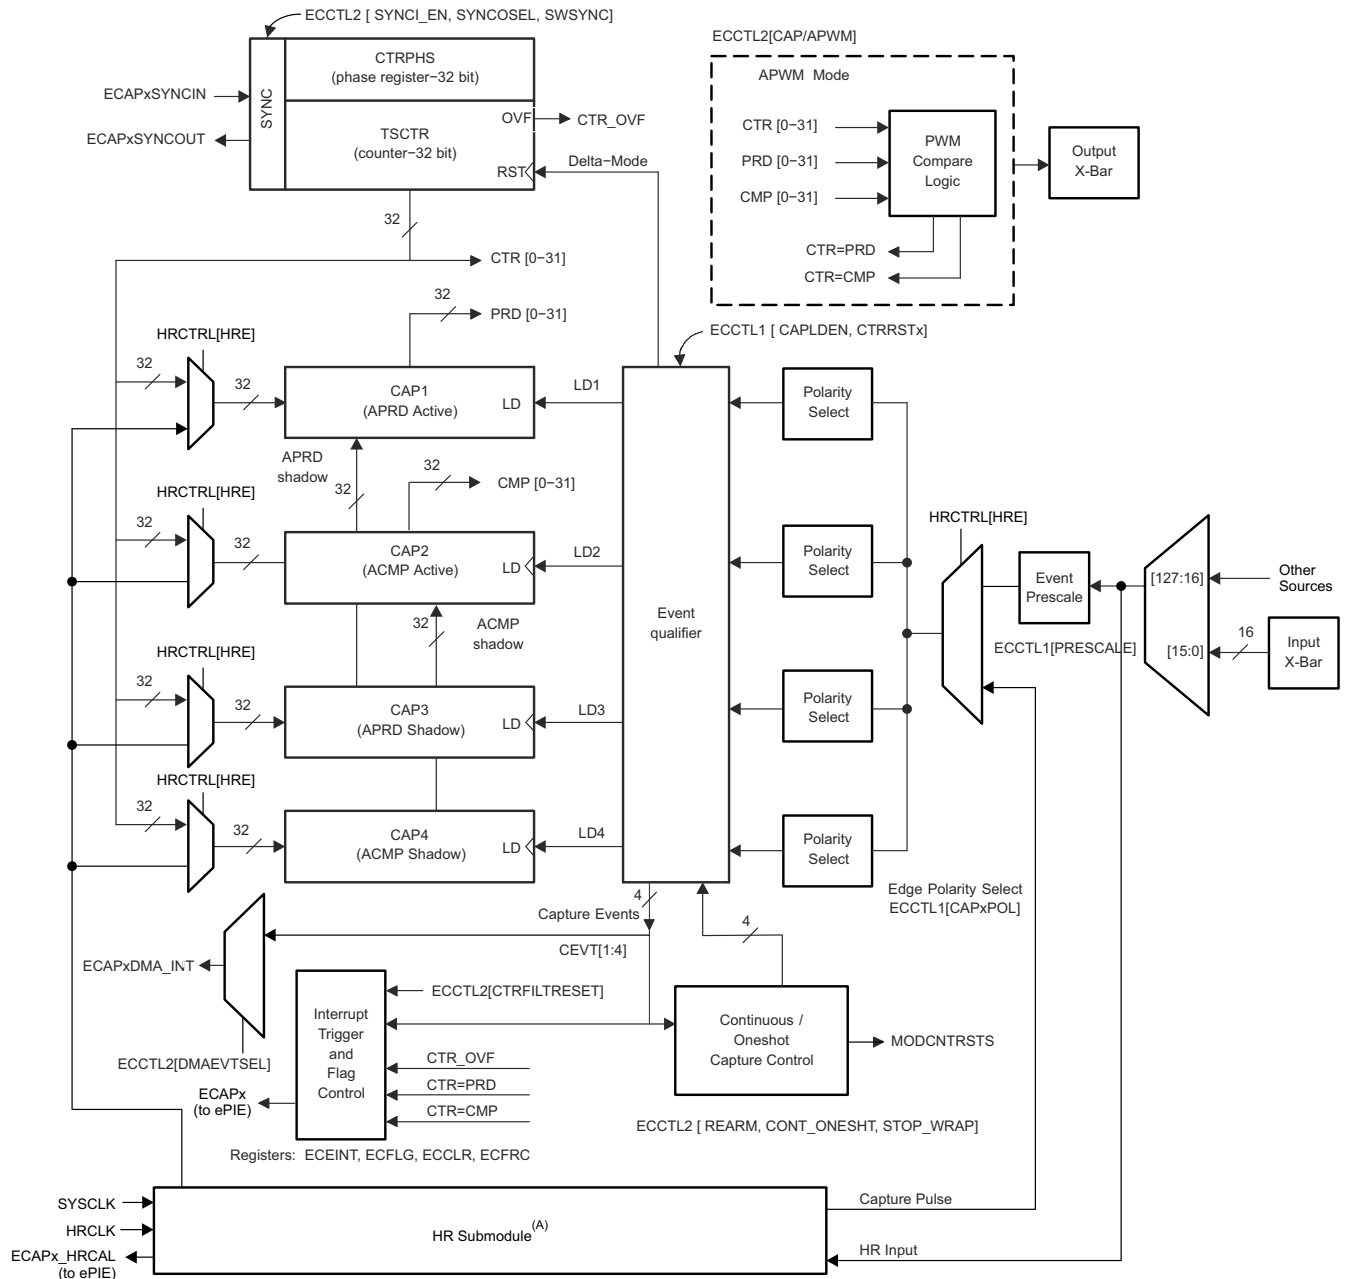 ECCTL2 [ SYNCI_EN, SYNCOSEL, SWSYNC]
SYNC
CTRPHS
(phase register−32 bit)
ECAPxSYNCIN
ECAPxSYNCOUT
TSCTR
(counter−32 bit)
OVF
CTR_OVF
RST
Delta−Mode
32
CTR [0−31]
32
PRD [0−31]
ECCTL2[CAP/APWM]
APWM Mode
CTR [0−31]
PRD [0−31]
CMP [0−31]
PWM
Compare
Logic
Output
X-Bar
CTR=PRD
CTR=CMP
ECCTL1 [ CAPLDEN, CTRRSTx]
HRCTRL[HRE]
32
32
CAP1
(APRD Active)
LD
LD1
Polarity
Select
APRD
shadow
32
32
CMP [0−31]
HRCTRL[HRE]
32
32
CAP2
(ACMP Active)
LD
LD2
Event
qualifier
Polarity
Select
HRCTRL[HRE]
Event
Prescale
ECCTL1[PRESCALE]
[127:16]
[15:0]
Other
Sources
16
Input
X-Bar
32
ACMP
shadow
HRCTRL[HRE]
32
32
CAP3
(APRD Shadow)
LD
LD3
Polarity
Select
HRCTRL[HRE]
32
32
CAP4
(ACMP Shadow)
LD
LD4
Polarity
Select
Edge Polarity Select
ECCTL1[CAPxPOL]
4
Capture Events
CEVT[1:4]
4
ECAPxDMA_INT
ECCTL2[DMAEVTSEL]
Interrupt
Trigger
and
Flag
Control
ECCTL2[CTRFILTRESET]
CTR_OVF
CTR=PRD
CTR=CMP
ECAPx
(to ePIE)
Continuous /
Oneshot
Capture Control
MODCNTRSTS
ECCTL2 [ REARM, CONT_ONESHT, STOP_WRAP]
Registers: ECEINT, ECFLG, ECCLR, ECFRC
SYSCLK
HRCLK
ECAPx_HRCAL
(to ePIE)
HR Submodule(A)
Capture Pulse
HR Input